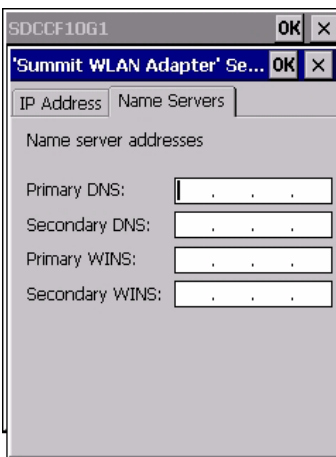 SDCCF10G1 OK ×
'Summit WLAN Adapter' Se... OK ×
IP Address Name Servers
Name server addresses
Primary DNS: . . .
Secondary DNS: . . .
Primary WINS: . . .
Secondary WINS: . . .